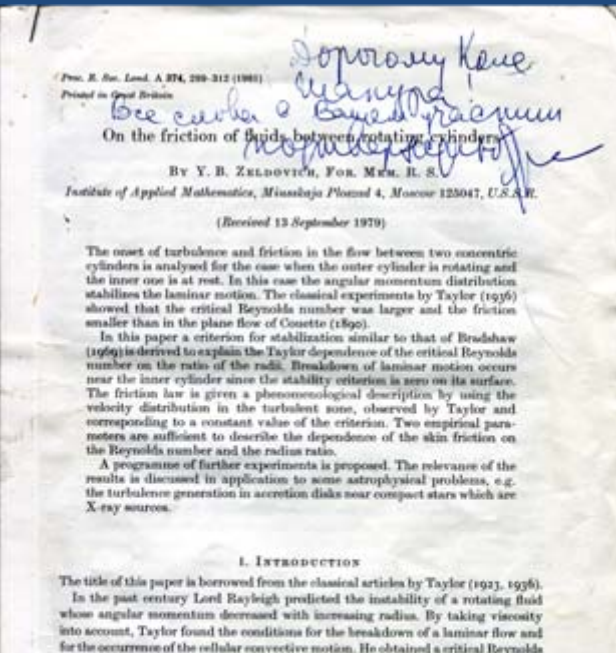 Дорогому Коле
Proc. R. Soc. Lond. A 374, 299–312 (1981)
Printed in Great Britain
Все слова о Вашем участии
подтверждаю
On the friction of fluids between rotating cylinders
BY Y. B. ZELDOVICH, FOR. MEM. R. S.
Institute of Applied Mathematics, Miusskaja Ploszad 4, Moscow 125047, U.S.S.R.
(Received 13 September 1979)
The onset of turbulence and friction in the flow between two concentric
cylinders is analysed for the case when the outer cylinder is rotating and
the inner one is at rest. In this case the angular momentum distribution
stabilizes the laminar motion. The classical experiments by Taylor (1936)
showed that the critical Reynolds number was larger and the friction
smaller than in the plane flow of Couette (1890).
In this paper a criterion for stabilization similar to that of Bradshaw
(1969) is derived to explain the Taylor dependence of the critical Reynolds
number on the ratio of the radii. Breakdown of laminar motion occurs
near the inner cylinder since the stability criterion is zero on its surface.
The friction law is given a phenomenological description by using the
velocity distribution in the turbulent zone, observed by Taylor and
corresponding to a constant value of the criterion. Two empirical para-
meters are sufficient to describe the dependence of the skin friction on
the Reynolds number and the radius ratio.
A programme of further experiments is proposed. The relevance of the
results is discussed in application to some astrophysical problems, e.g.
the turbulence generation in accretion disks near compact stars which are
X-ray sources.
1. INTRODUCTION
The title of this paper is borrowed from the classical articles by Taylor (1923, 1936).
In the past century Lord Rayleigh predicted the instability of a rotating fluid
whose angular momentum decreased with increasing radius. By taking viscosity
into account, Taylor found the conditions for the breakdown of a laminar flow and
for the occurrence of the cellular convective motion. He obtained a critical Reynolds